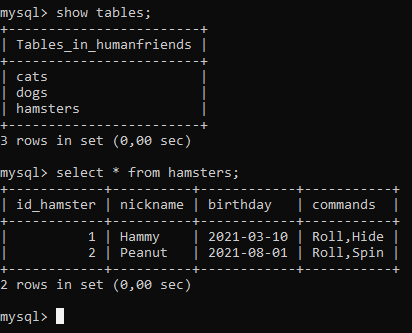 mysql> show tables;
+------------------------+
| Tables_in_humanfriends |
+------------------------+
| cats                   |
| dogs                   |
| hamsters               |
+------------------------+
3 rows in set (0,00 sec)
mysql> select * from hamsters;
+------------+----------+------------+-----------+
| id_hamster | nickname | birthday   | commands  |
+------------+----------+------------+-----------+
|          1 | Hammy    | 2021-03-10 | Roll,Hide |
|          2 | Peanut   | 2021-08-01 | Roll,Spin |
+------------+----------+------------+-----------+
2 rows in set (0,00 sec)
mysql>